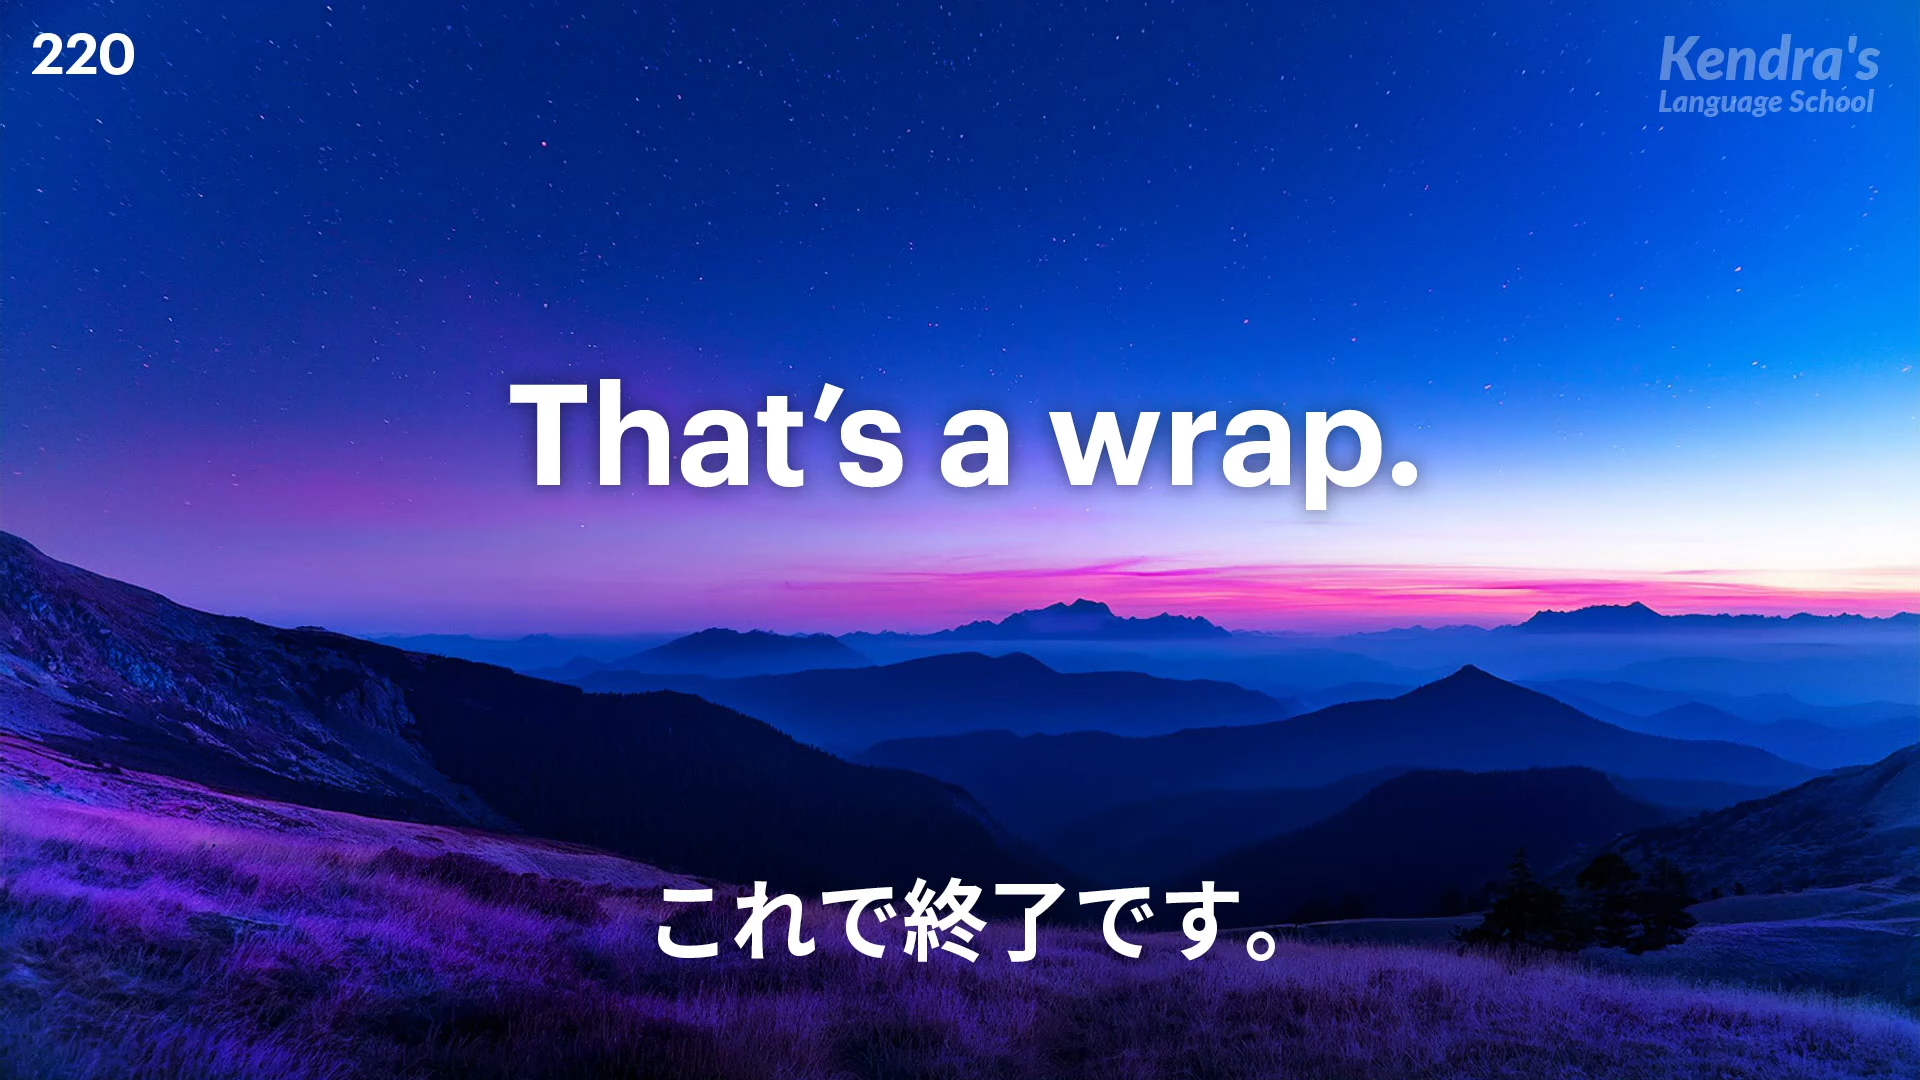 220
Kendra's
Language School
That’s a wrap.
これで終了です。